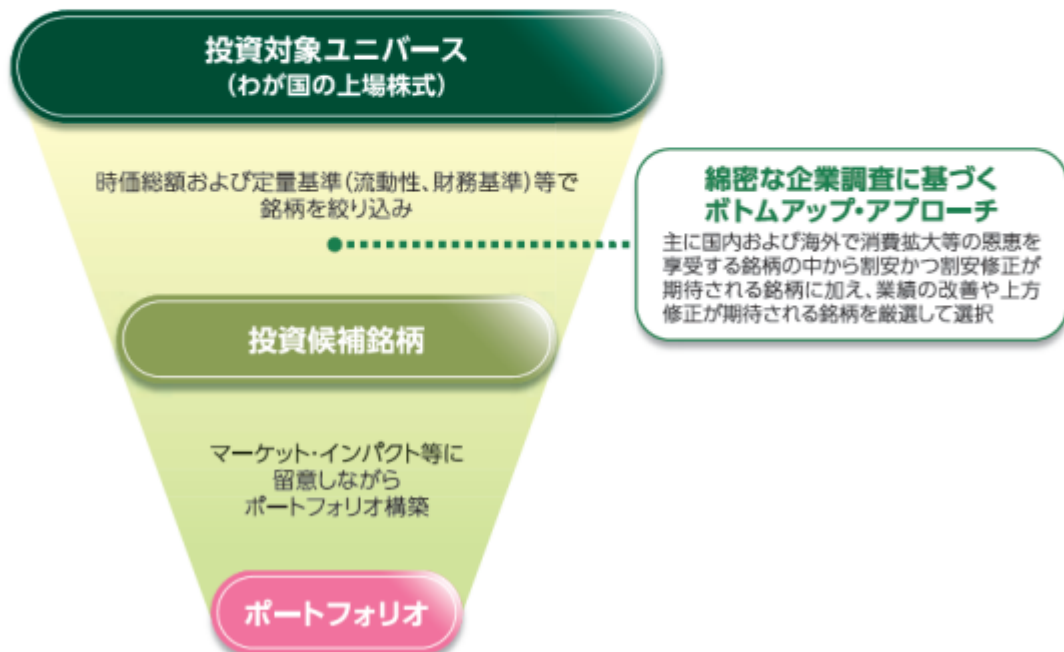 投資対象ユニバース
(わが国の上場株式)
時価総額および定量基準(流動性、財務基準)等で
銘柄を絞り込み
綿密な企業調査に基づく
ボトムアップ・アプローチ
主に国内および海外で消費拡大等の恩恵を
享受する銘柄の中から割安かつ割安修正が
期待される銘柄に加え、業績の改善や上方
修正が期待される銘柄を厳選して選択
投資候補銘柄
マーケット・インパクト等に
留意しながら
ポートフォリオ構築
ポートフォリオ